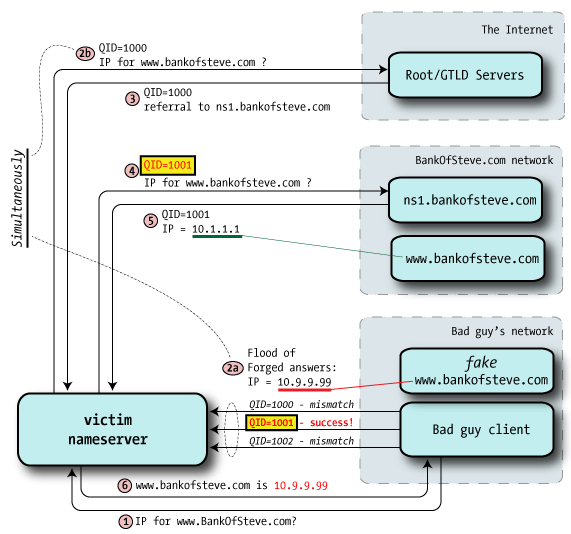 The Internet
2b QID=1000
IP for www.bankofsteve.com ?
Root/GTLD Servers
3 QID=1000
referral to ns1.bankofsteve.com
Simultaneously
BankOfSteve.com network
4 QID=1001
IP for www.bankofsteve.com ?
ns1.bankofsteve.com
5 QID=1001
IP = 10.1.1.1
www.bankofsteve.com
Bad guy's network
2a Flood of
Forged answers:
IP = 10.9.9.99
fake
www.bankofsteve.com
victim
nameserver
QID=1000 - mismatch
QID=1001 - success!
QID=1002 - mismatch
Bad guy client
6 www.bankofsteve.com is 10.9.9.99
1 IP for www.BankOfSteve.com?